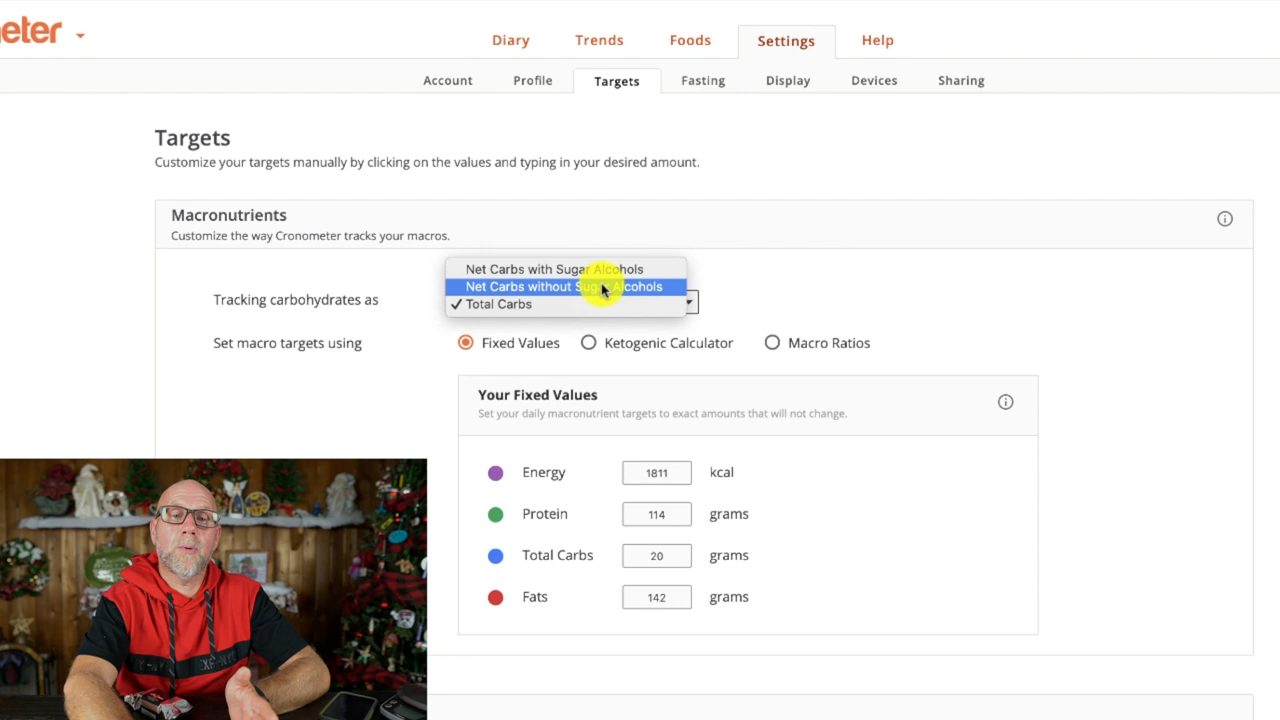 eter
Diary Trends Foods Settings Help
Account Profile Targets Fasting Display Devices Sharing
Targets
Customize your targets manually by clicking on the values and typing in your desired amount.
Macronutrients
Customize the way Cronometer tracks your macros.
Net Carbs with Sugar Alcohols
Tracking carbohydrates as
Net Carbs without Sugar Alcohols
✓ Total Carbs
Set macro targets using Fixed Values Ketogenic Calculator Macro Ratios
Your Fixed Values
Set your daily macronutrient targets to exact amounts that will not change.
Energy 1811 kcal
Protein 114 grams
Total Carbs 20 grams
Fats 142 grams